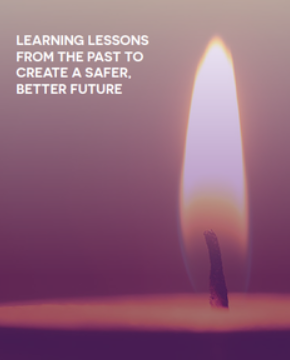 LEARNING LESSONS
FROM THE PAST TO
CREATE A SAFER,
BETTER FUTURE